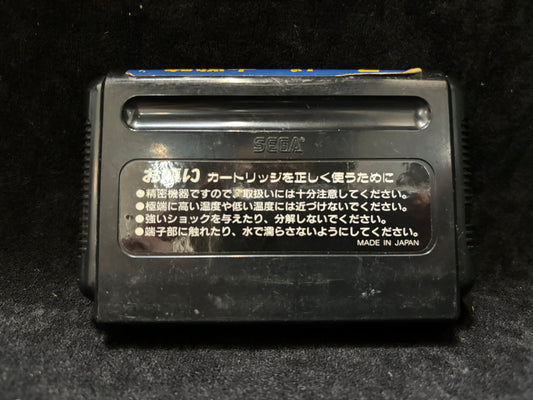 SEGA
お願い カートリッジを正しく使うために
●精密機器ですので、取扱いには十分注意してください。
●極端に高い温度や低い温度には近づけないでください。
●強いショックを与えたり、分解しないでください。
●端子部に触れたり、水で濡らさないようにしてください。
MADE IN JAPAN